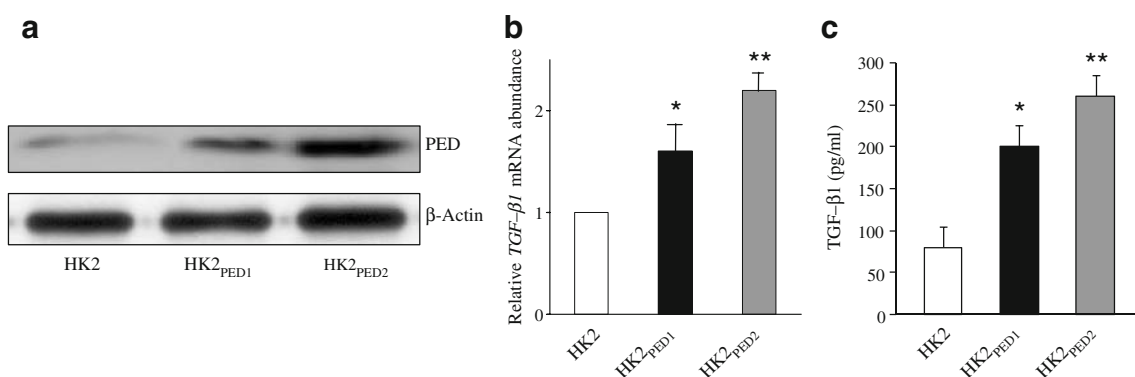 a
PED
β-Actin
HK2 HK2PED1 HK2PED2
b
Relative TGF–β1 mRNA abundance
2
1
0
*
**
HK2 HK2PED1 HK2PED2
c
TGF–β1 (pg/ml)
300
250
200
150
100
50
0
*
**
HK2 HK2PED1 HK2PED2